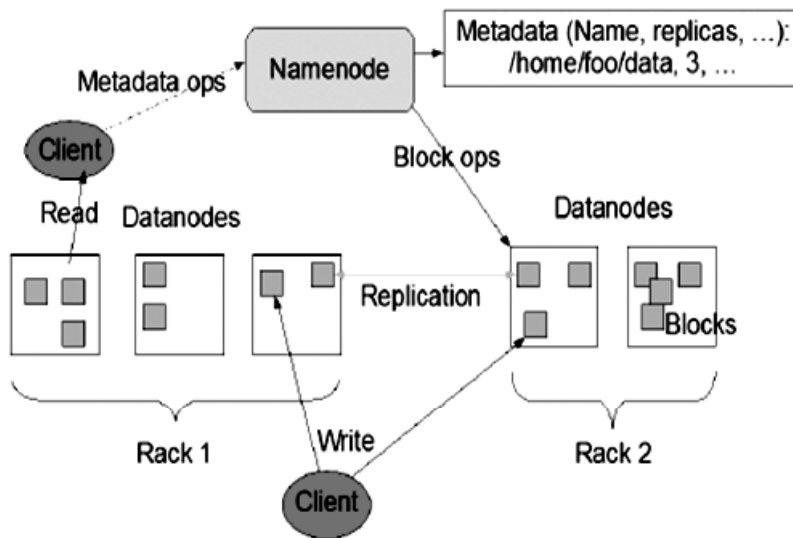 Metadata (Name, replicas, ...):
/home/foo/data, 3, ...
Namenode
Metadata ops
Client
Block ops
Read
Datanodes
Datanodes
Replication
Blocks
Rack 1
Write
Rack 2
Client